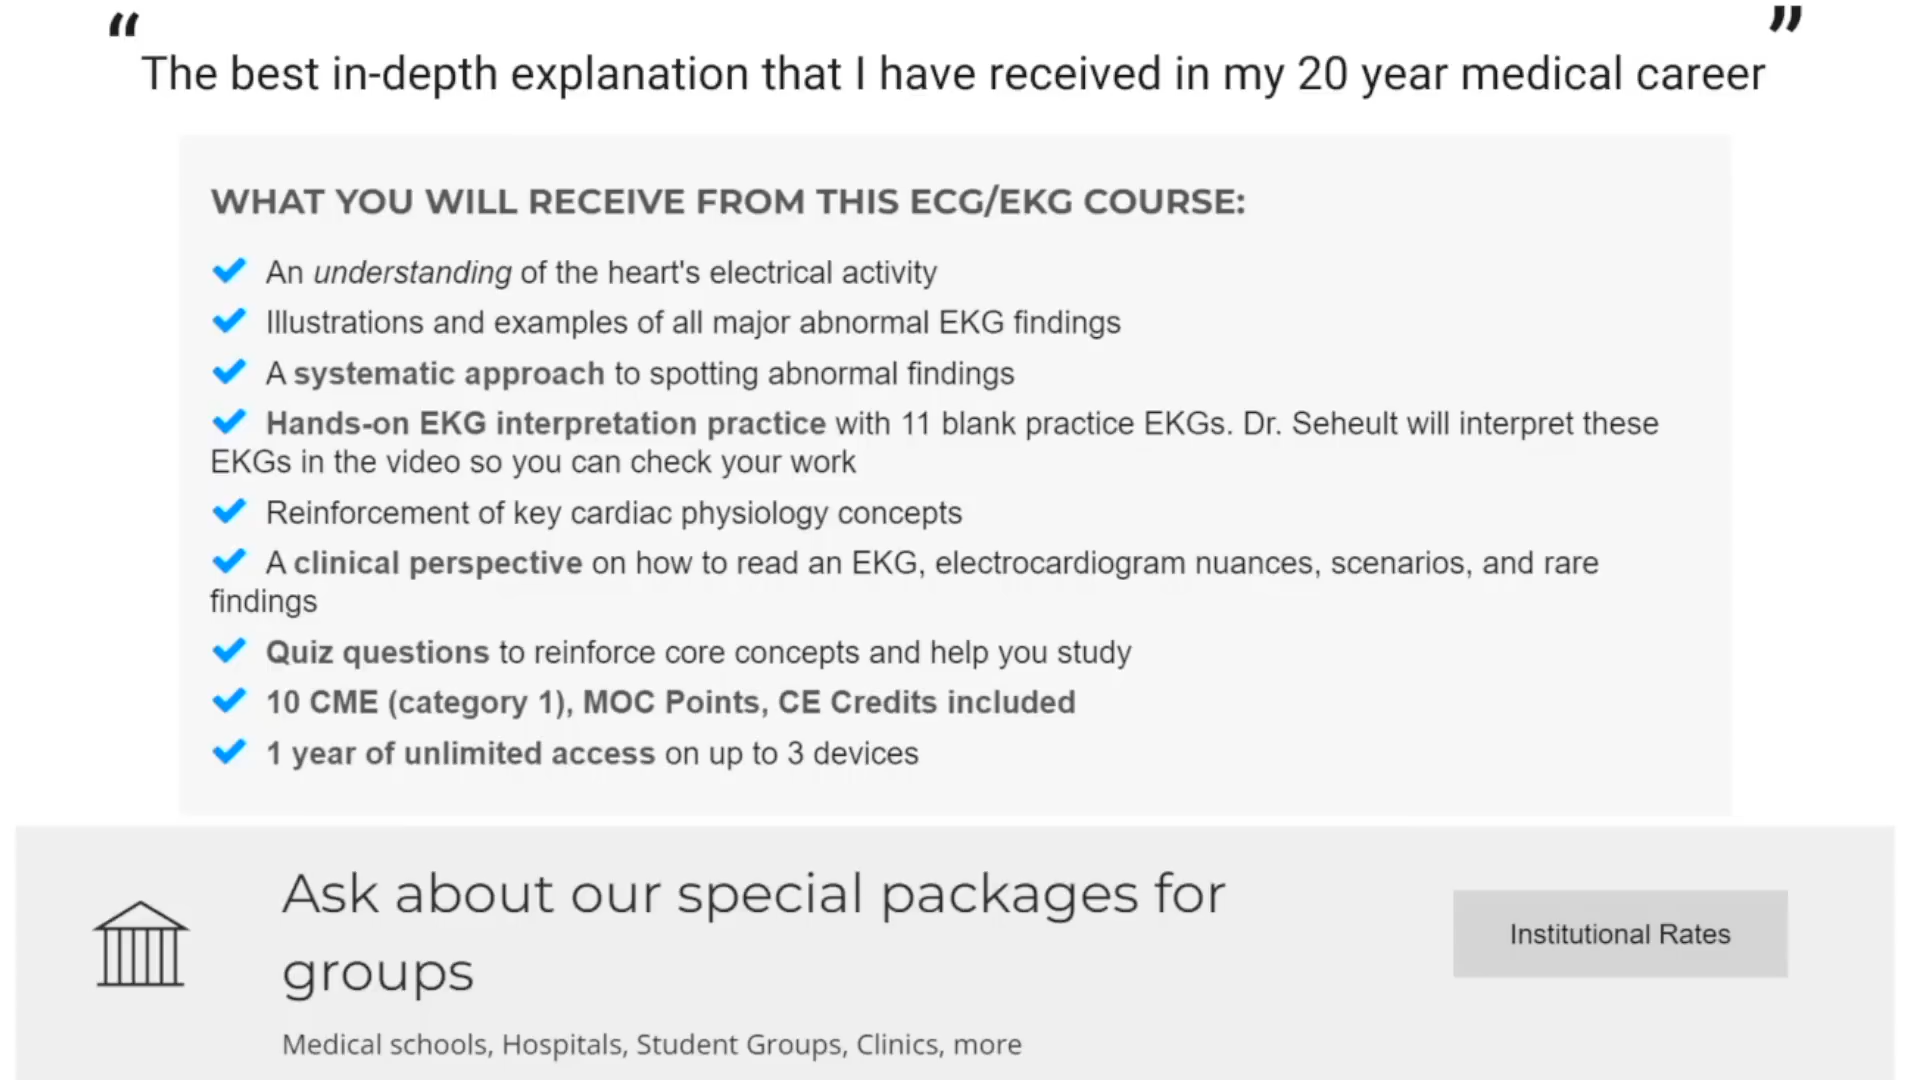 “
”
The best in-depth explanation that I have received in my 20 year medical career
WHAT YOU WILL RECEIVE FROM THIS ECG/EKG COURSE:
An understanding of the heart's electrical activity
Illustrations and examples of all major abnormal EKG findings
A systematic approach to spotting abnormal findings
Hands-on EKG interpretation practice with 11 blank practice EKGs. Dr. Seheult will interpret these
EKGs in the video so you can check your work
Reinforcement of key cardiac physiology concepts
A clinical perspective on how to read an EKG, electrocardiogram nuances, scenarios, and rare
findings
Quiz questions to reinforce core concepts and help you study
10 CME (category 1), MOC Points, CE Credits included
1 year of unlimited access on up to 3 devices
Ask about our special packages for
groups
Institutional Rates
Medical schools, Hospitals, Student Groups, Clinics, more